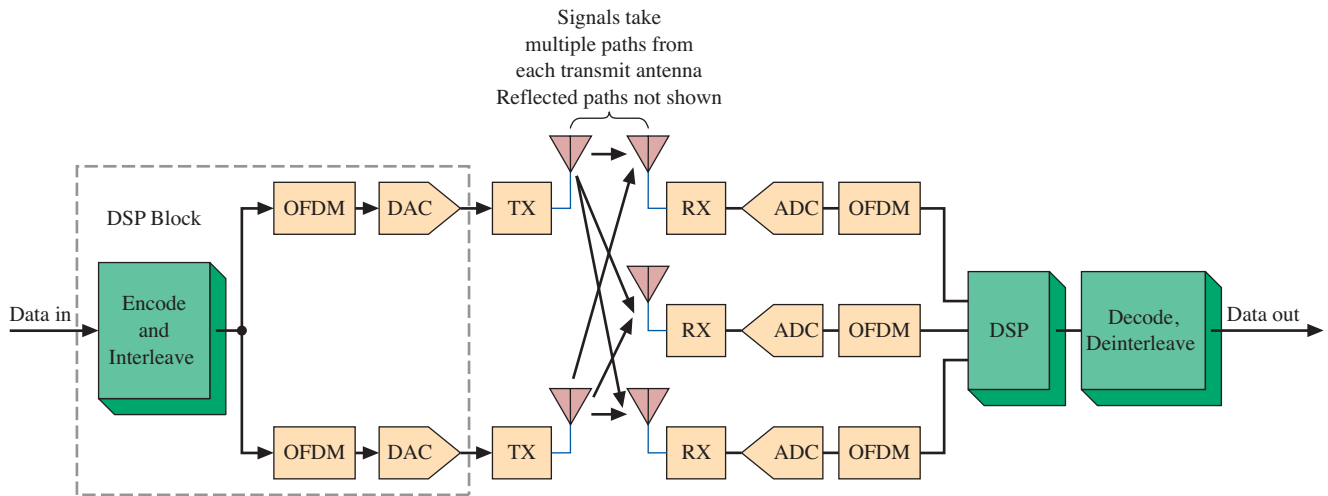 Signals take
multiple paths from
each transmit antenna
Reflected paths not shown
DSP Block
OFDM
DAC
TX
RX
ADC
OFDM
Data in
Encode
and
Interleave
RX
ADC
OFDM
DSP
Decode,
Deinterleave
Data out
OFDM
DAC
TX
RX
ADC
OFDM